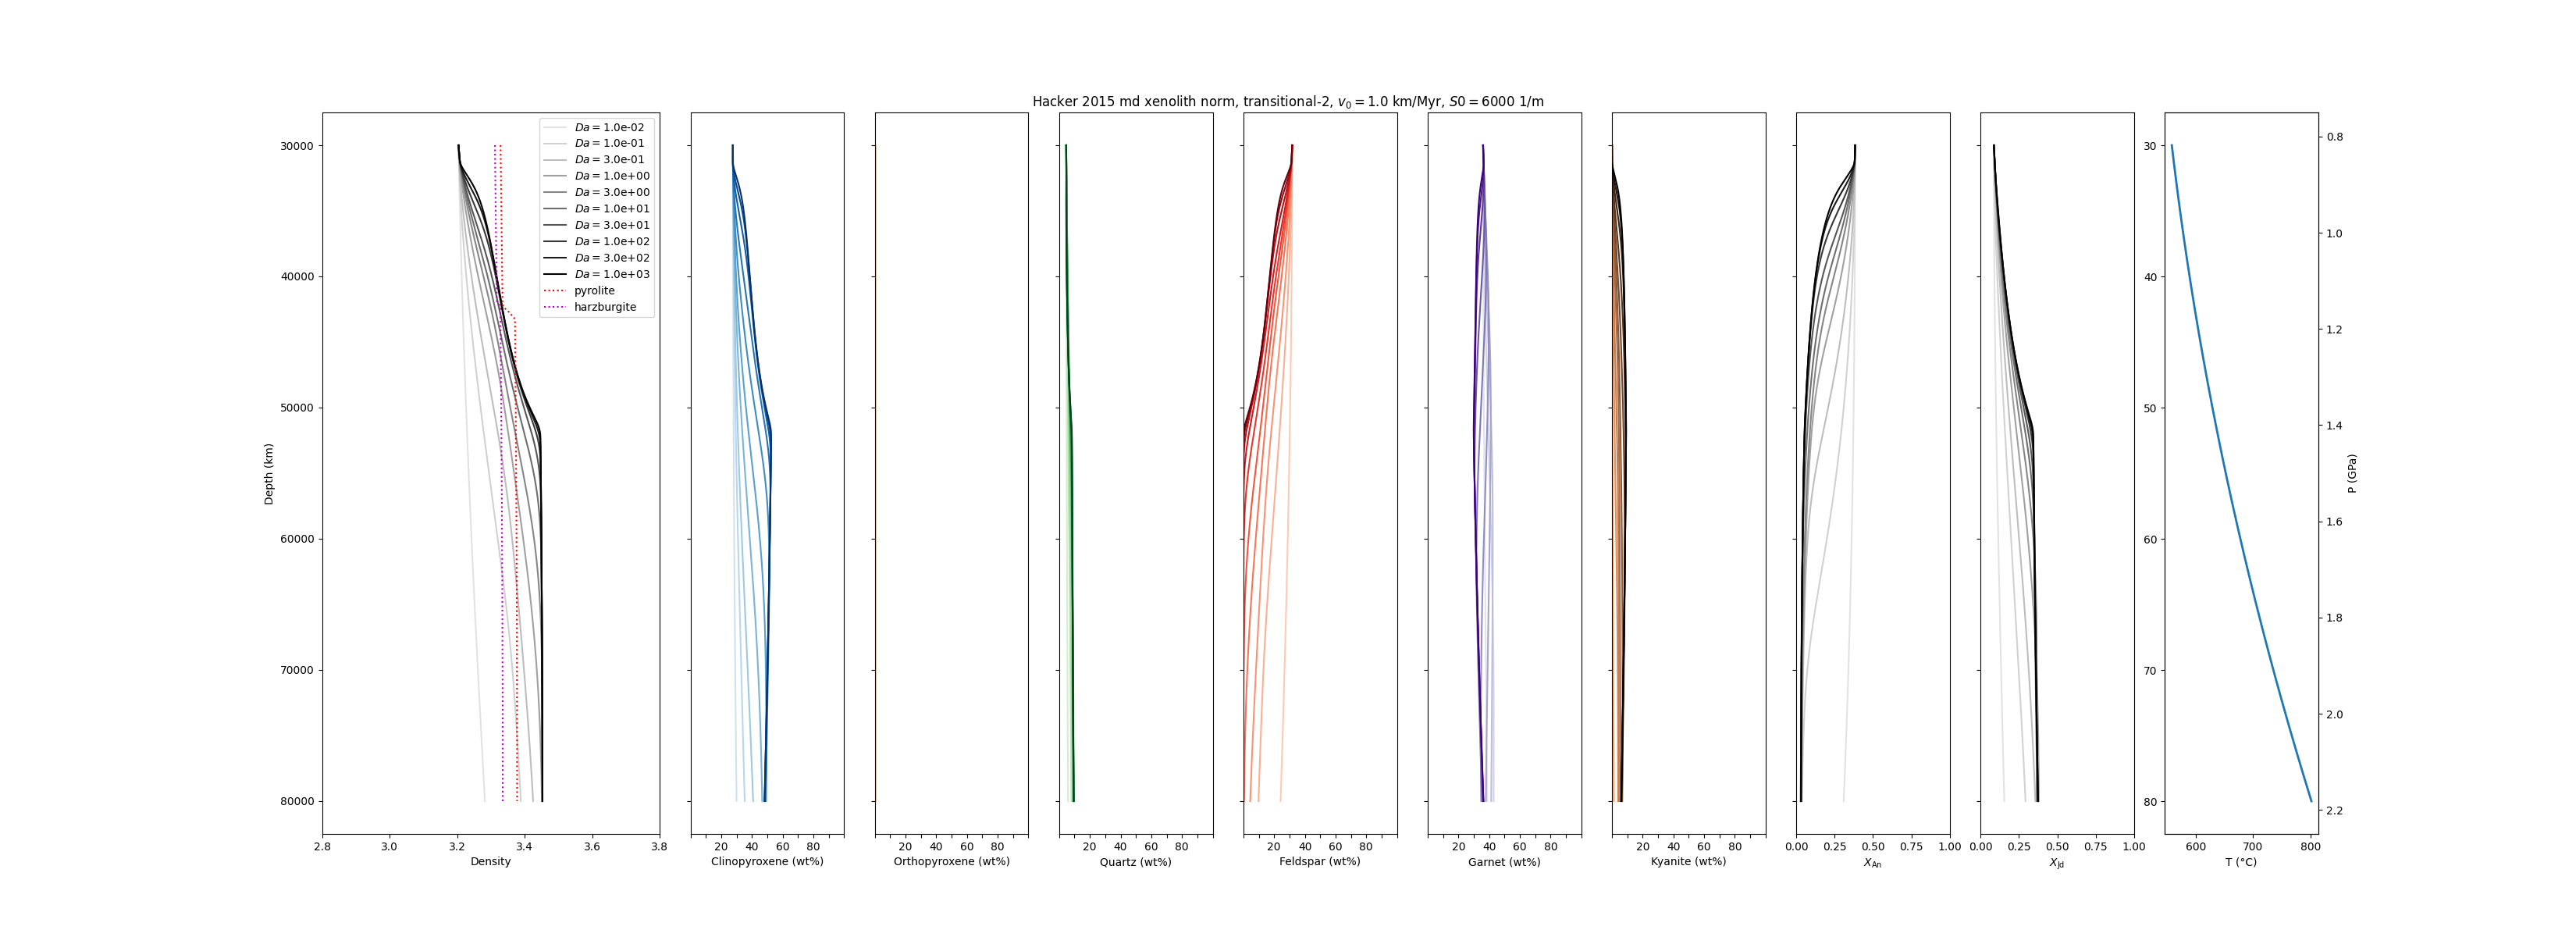 Hacker 2015 md xenolith norm, transitional-2, v₀ = 1.0 km/Myr, S0 = 6000 1/m
Da = 1.0e-02
Da = 1.0e-01
Da = 3.0e-01
Da = 1.0e+00
Da = 3.0e+00
Da = 1.0e+01
Da = 3.0e+01
Da = 1.0e+02
Da = 3.0e+02
Da = 1.0e+03
pyrolite
harzburgite
Depth (km)
30000
40000
50000
60000
70000
80000
2.8 3.0 3.2 3.4 3.6 3.8
Density
20 40 60 80
Clinopyroxene (wt%)
20 40 60 80
Orthopyroxene (wt%)
20 40 60 80
Quartz (wt%)
20 40 60 80
Feldspar (wt%)
20 40 60 80
Garnet (wt%)
20 40 60 80
Kyanite (wt%)
0.00 0.25 0.50 0.75 1.00
X_An
0.00 0.25 0.50 0.75 1.00
X_Jd
30
40
50
60
70
80
600 700 800
T (°C)
0.8
1.0
1.2
1.4
1.6
1.8
2.0
2.2
P (GPa)